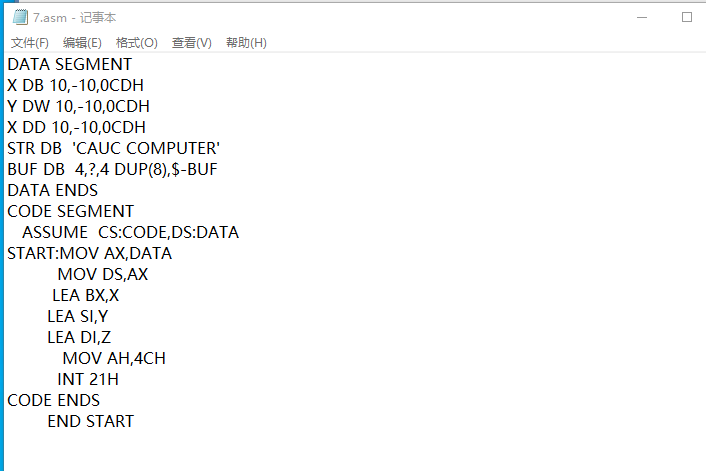 7.asm - 记事本
文件(F) 编辑(E) 格式(O) 查看(V) 帮助(H)
DATA SEGMENT
X DB 10,-10,0CDH
Y DW 10,-10,0CDH
X DD 10,-10,0CDH
STR DB  'CAUC COMPUTER'
BUF DB  4,?,4 DUP(8),$-BUF
DATA ENDS
CODE SEGMENT
ASSUME  CS:CODE,DS:DATA
START:MOV AX,DATA
MOV DS,AX
LEA BX,X
LEA SI,Y
LEA DI,Z
MOV AH,4CH
INT 21H
CODE ENDS
END START